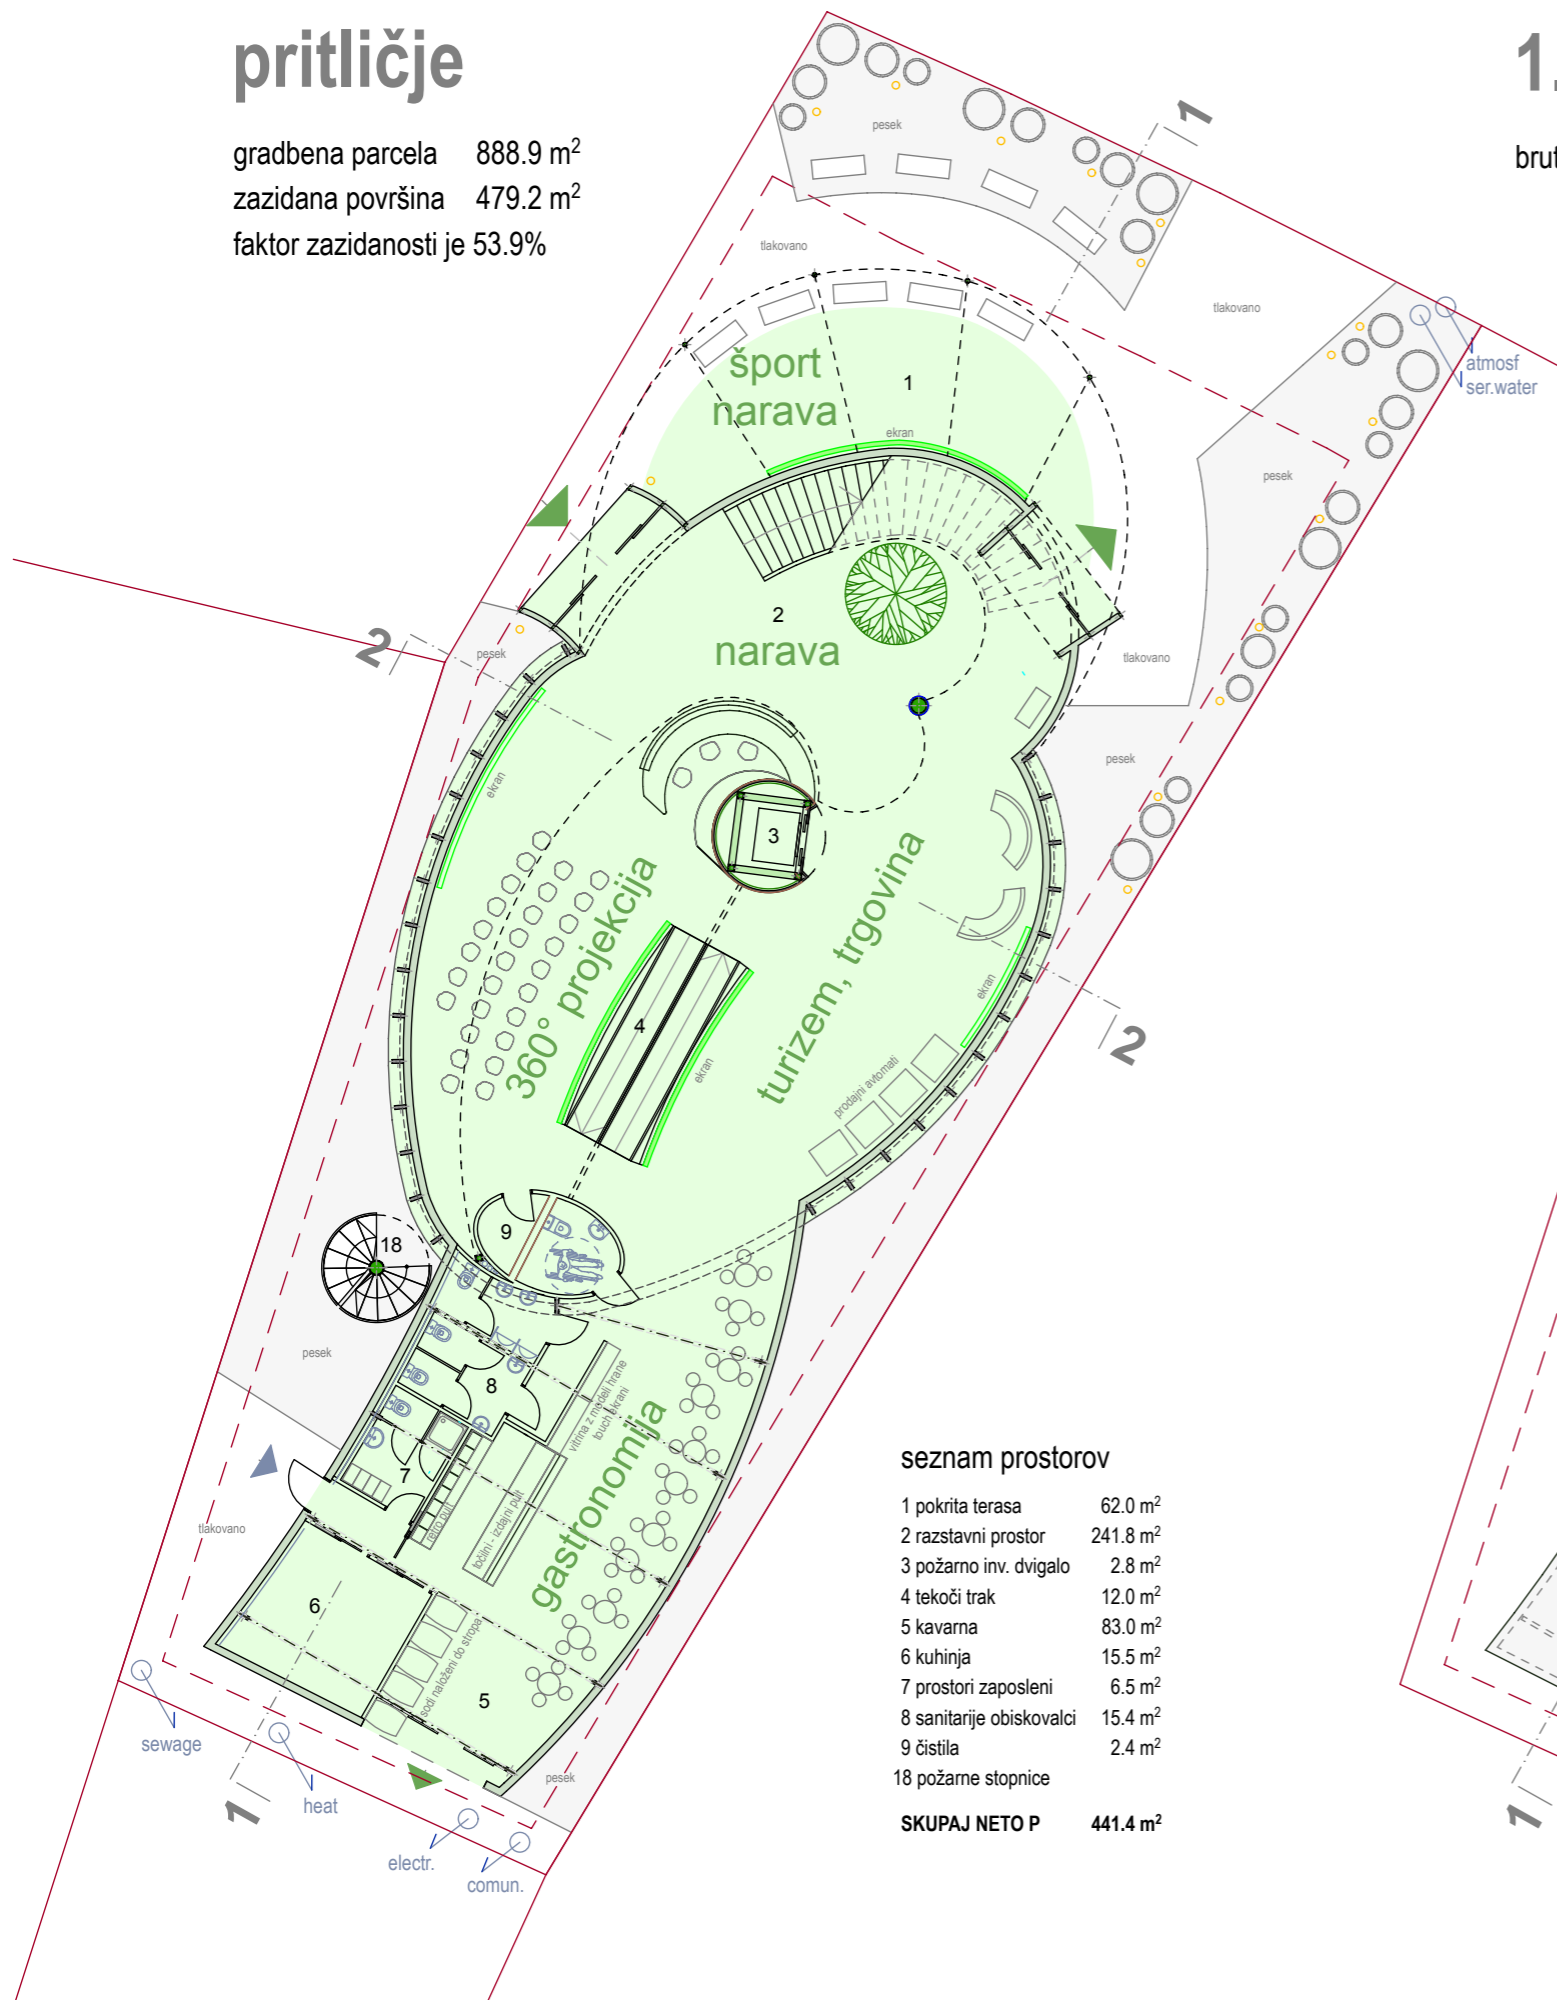 pritličje
gradbena parcela 888.9 m²
zazidana površina 479.2 m²
faktor zazidanosti je 53.9%
1.
brut
1
pesek
tlakovano
tlakovano
atmosf
ser.water
šport
narava
1
ekran
pesek
2
narava
2
pesek
tlakovano
pesek
ekran
3
360° projekcija
turizem, trgovina
4
ekran
ekran
2
prodajni avtomati
9
18
pesek
8
vitrina z modeli hrane
touch ekrani
7
retro pult
točilni - izdajni pult
gastronomija
tlakovano
6
sodi naloženi do stropa
5
sewage
heat
1
pesek
electr.
comun.
seznam prostorov
1 pokrita terasa 62.0 m²
2 razstavni prostor 241.8 m²
3 požarno inv. dvigalo 2.8 m²
4 tekoči trak 12.0 m²
5 kavarna 83.0 m²
6 kuhinja 15.5 m²
7 prostori zaposleni 6.5 m²
8 sanitarije obiskovalci 15.4 m²
9 čistila 2.4 m²
18 požarne stopnice
SKUPAJ NETO P 441.4 m²
1